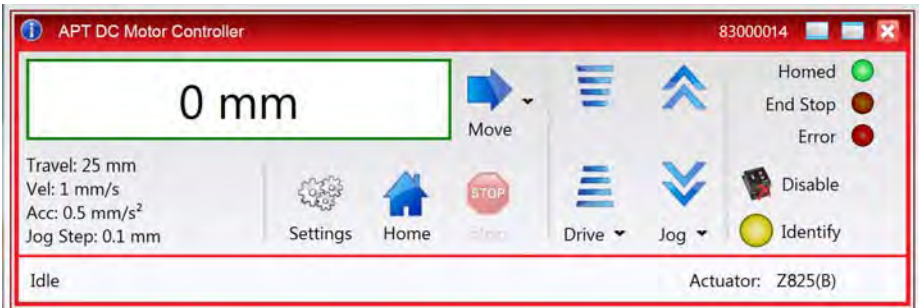 APT DC Motor Controller 83000014
0 mm
Move
Homed
End Stop
Error
Travel: 25 mm
Vel: 1 mm/s
Acc: 0.5 mm/s²
Jog Step: 0.1 mm
Settings
Home
STOP
Stop
Drive
Jog
Disable
Identify
Idle
Actuator: Z825(B)